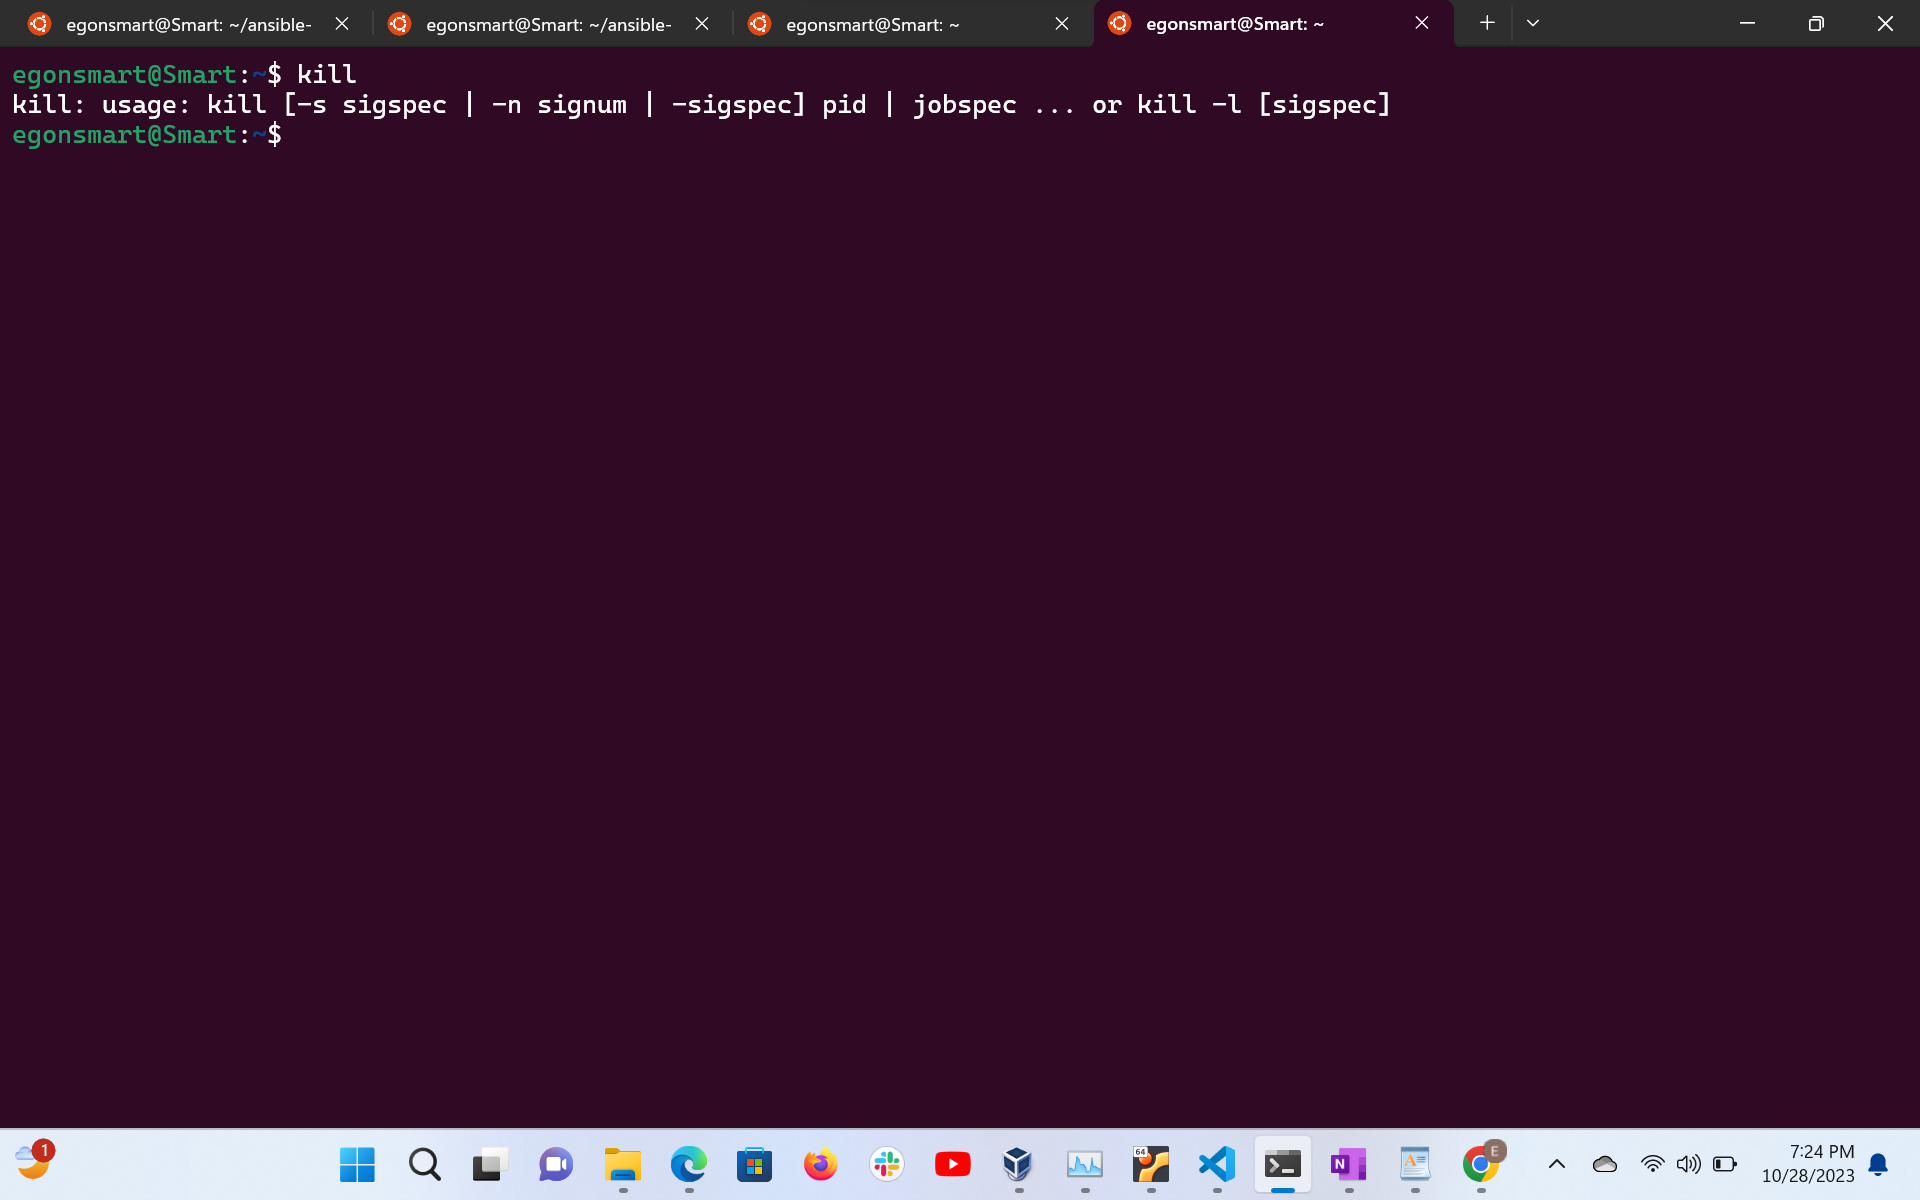 egonsmart@Smart: ~/ansible-
egonsmart@Smart: ~/ansible-
egonsmart@Smart: ~
egonsmart@Smart: ~
egonsmart@Smart:~$ kill
kill: usage: kill [-s sigspec | -n signum | -sigspec] pid | jobspec ... or kill -l [sigspec]
egonsmart@Smart:~$
1
64
N
A
E
7:24 PM
10/28/2023